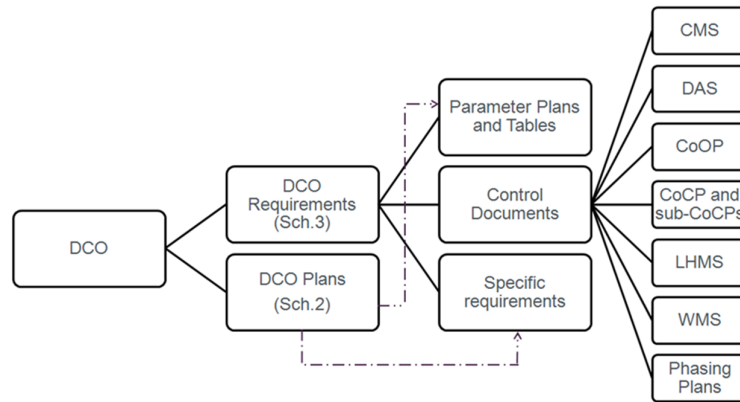 DCO
DCO
Requirements
(Sch.3)
DCO Plans
(Sch.2)
Parameter Plans
and Tables
Control
Documents
Specific
requirements
CMS
DAS
CoOP
CoCP and
sub-CoCPs
LHMS
WMS
Phasing
Plans